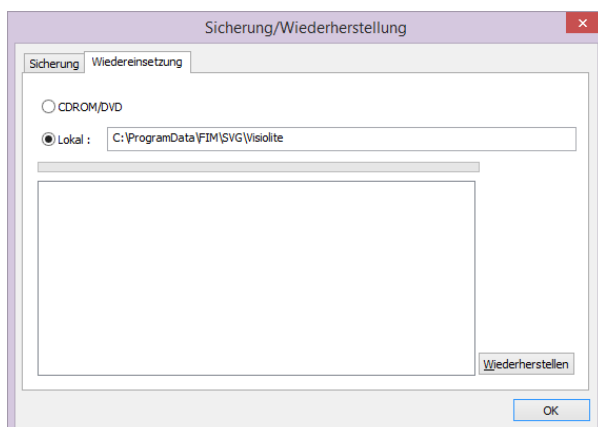 Sicherung/Wiederherstellung
Sicherung Wiedereinsetzung
CDROM/DVD
Lokal : C:\ProgramData\FIM\SVG\Visiolite
Wiederherstellen
OK